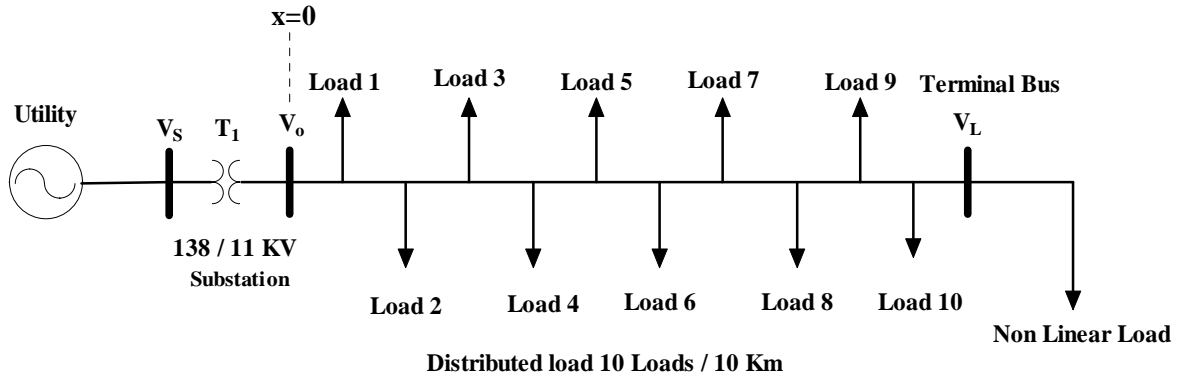 x=0
Load 1
Load 3
Load 5
Load 7
Load 9
Terminal Bus
Utility
V_S
T_1
V_o
V_L
138 / 11 KV
Substation
Load 2
Load 4
Load 6
Load 8
Load 10
Non Linear Load
Distributed load 10 Loads / 10 Km